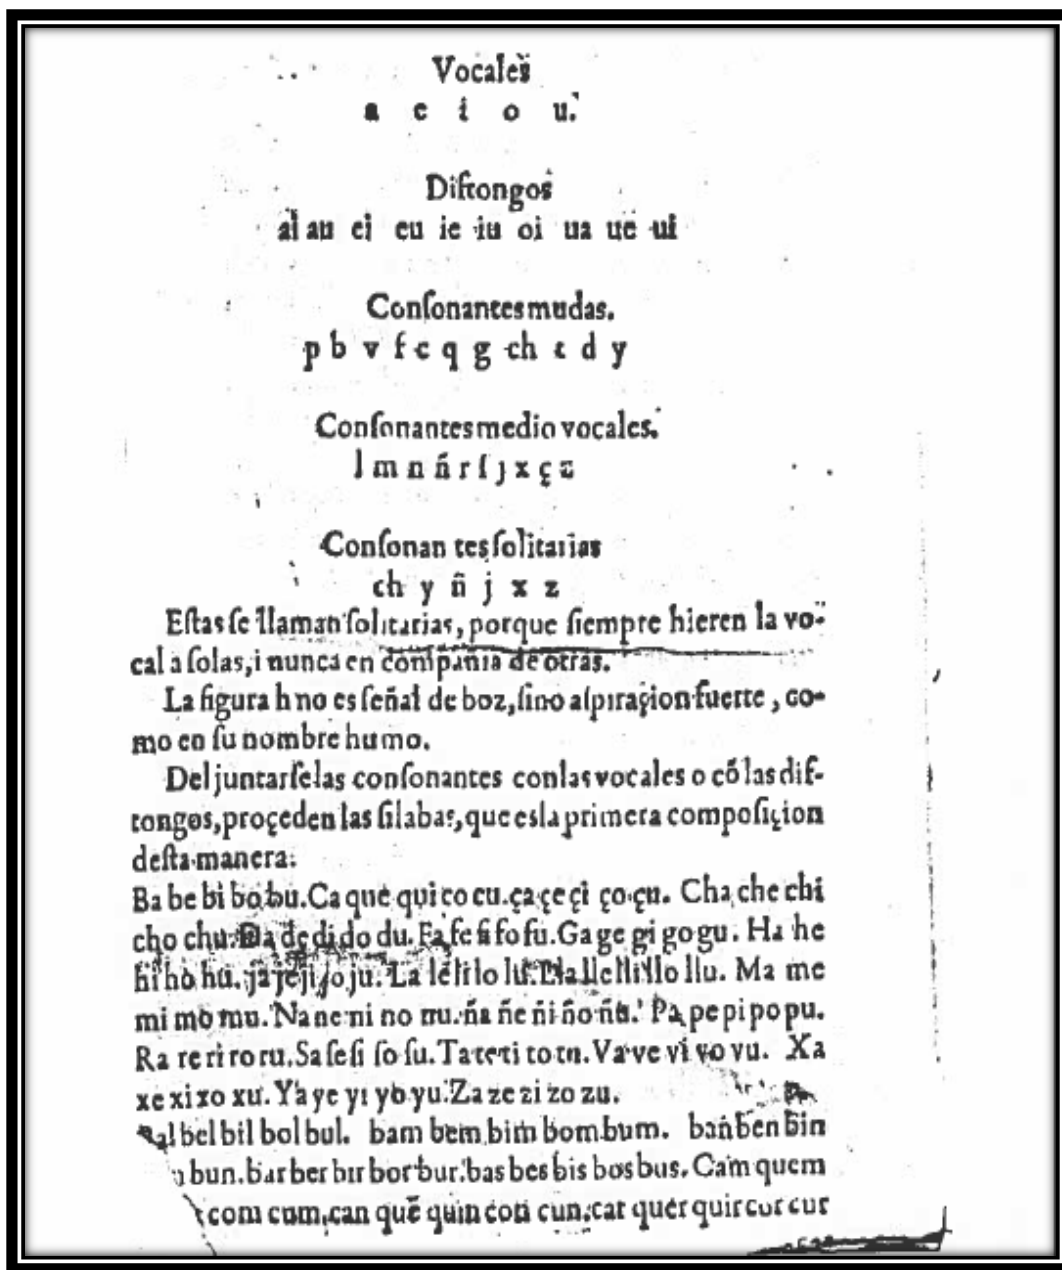 Vocales
a e i o u.
Diftongos
ai au ei eu ie iu oi ua ue ui
Conſonantes mudas.
p b v f c q g ch t d y
Conſonantes medio vocales.
l m n ñ r ſ j x ç z
Conſonan tes ſolitarias
ch y ñ j x z
Eſtas ſe llaman ſolitarias, porque ſiempre hieren la vo-
cal a ſolas, i nunca en compañia de otras.
La figura h no es ſeñal de boz, ſino aſpiraçion fuerte, co-
mo en ſu nombre humo.
Del juntarſe las conſonantes con las vocales o cō las dif-
tongos, proçeden las ſilabas, que es la primera compoſiçion
deſta manera.
Ba be bi bo bu. Ca que qui co cu. ça çe çi ço çu. Cha che chi
cho chu. Da de di do du. Fa fe fi fo fu. Ga ge gi go gu. Ha he
hi ho hu. ja je ji jo ju. La le li lo lu. Lla lle lli llo llu. Ma me
mi mo mu. Na ne ni no nu. ña ñe ñi ño ñu. Pa pe pi po pu.
Ra re ri ro ru. Sa ſe ſi ſo ſu. Ta te ti to tu. Va ve vi vo vu. Xa
xe xi xo xu. Ya ye yi yo yu. Za ze zi zo zu.
bel bil bol bul. bam bem bim bom bum. ban ben bin
bun. bar ber bir bor bur. bas bes bis bos bus. Cam quem
com cum, can quē quin con cun, car quer quir cor cur